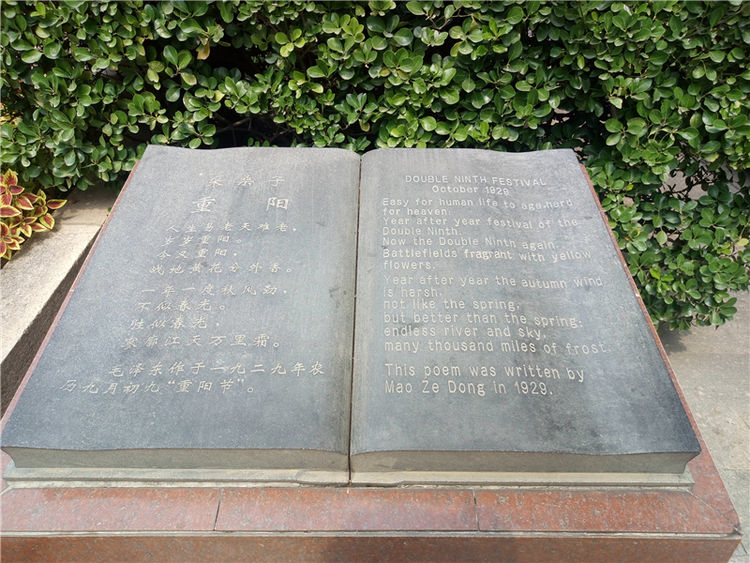 采桑子
重阳
人生易老天难老,
岁岁重阳。
今又重阳,
战地黄花分外香。
一年一度秋风劲,
不似春光。
胜似春光,
寥廓江天万里霜。
毛泽东作于一九二九年农
历九月初九“重阳节”。
DOUBLE NINTH FESTIVAL
October 1929
Easy for human life to age,hard
for heaven:
Year after year festival of the
Double Ninth.
Now the Double Ninth again.
Battlefields fragrant with yellow
flowers.
Year after year the autumn wind
is harsh,
not like the spring,
but better than the spring:
endless river and sky,
many thousand miles of frost.
This poem was written by
Mao Ze Dong in 1929.